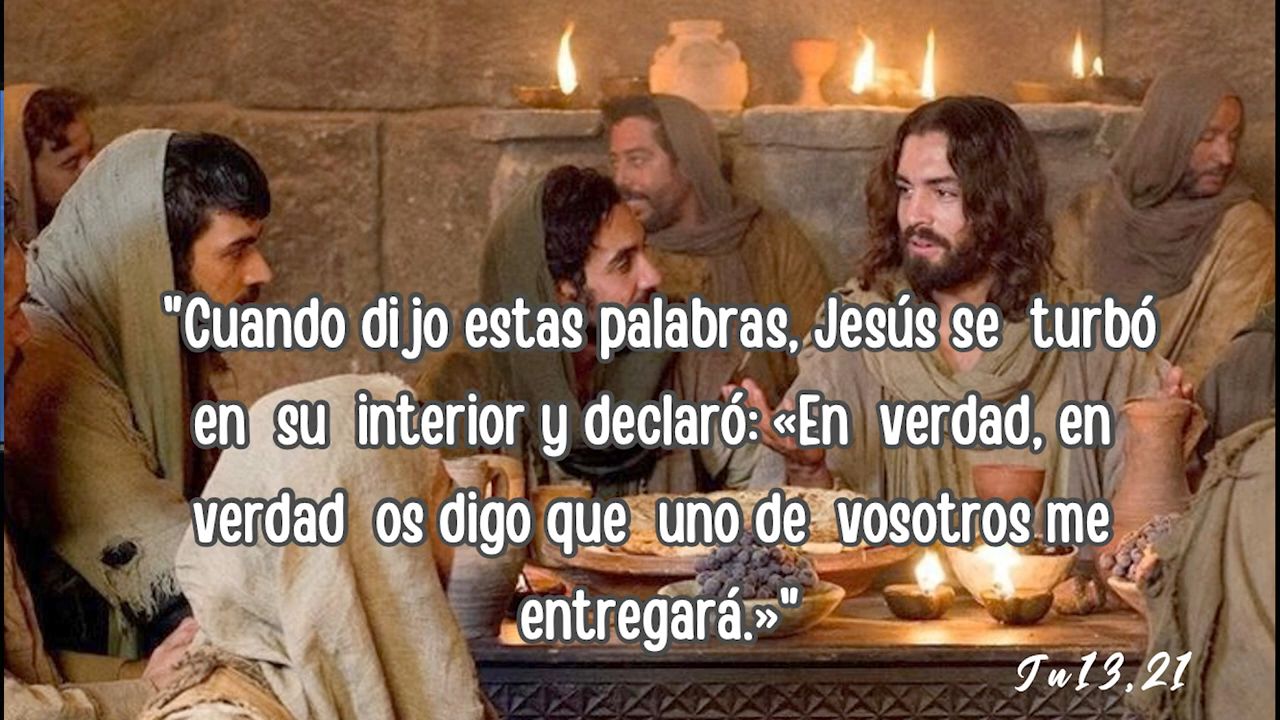 "Cuando dijo estas palabras, Jesús se turbó
en su interior y declaró: «En verdad, en
verdad os digo que uno de vosotros me
entregará.»"
Jn13,21